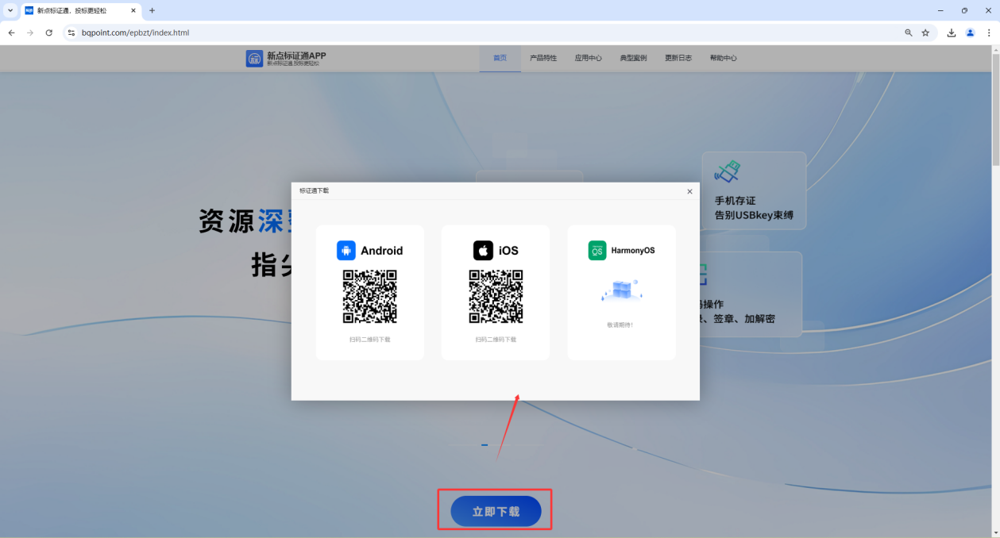 新点标证通，投标更轻松
bqpoint.com/epbzt/index.html
新点标证通APP
新点标证通 投标更轻松
首页 产品特性 应用中心 典型案例 更新日志 帮助中心
手机存证
告别USBkey束缚
标证通下载
资源深
指尖
Android
iOS
HarmonyOS
扫码二维码下载
扫码二维码下载
敬请期待！
操作
、签章、加解密
立即下载